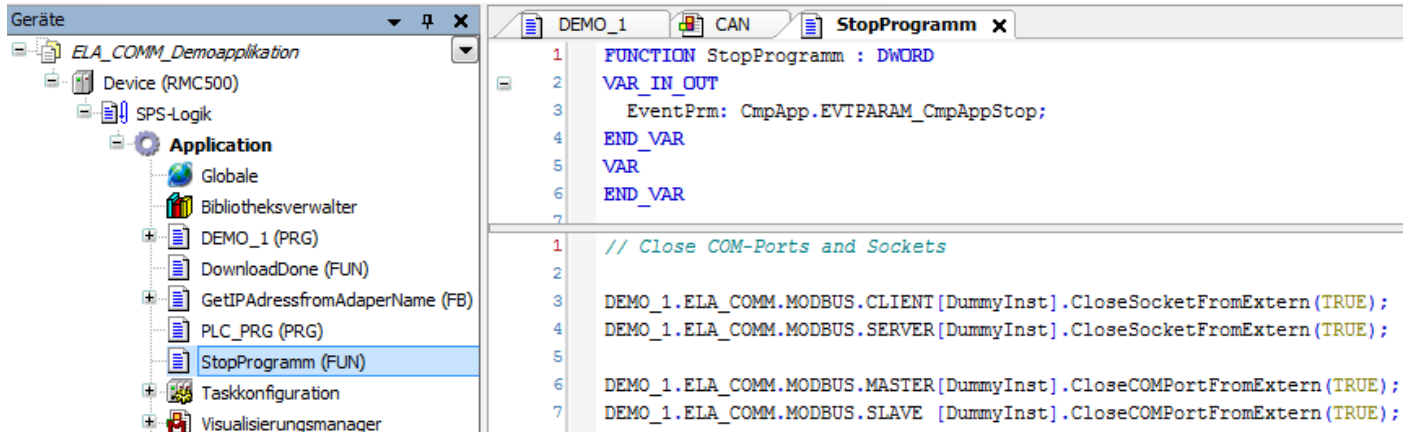 Geräte
ELA_COMM_Demoapplikation
Device (RMC500)
SPS-Logik
Application
Globale
Bibliotheksverwalter
DEMO_1 (PRG)
DownloadDone (FUN)
GetIPAdressfromAdaperName (FB)
PLC_PRG (PRG)
StopProgramm (FUN)
Taskkonfiguration
Visualisierungsmanager
DEMO_1 CAN StopProgramm
1 FUNCTION StopProgramm : DWORD
2 VAR_IN_OUT
3 EventPrm: CmpApp.EVTPARAM_CmpAppStop;
4 END_VAR
5 VAR
6 END_VAR
7
1 // Close COM-Ports and Sockets
2
3 DEMO_1.ELA_COMM.MODBUS.CLIENT[DummyInst].CloseSocketFromExtern(TRUE);
4 DEMO_1.ELA_COMM.MODBUS.SERVER[DummyInst].CloseSocketFromExtern(TRUE);
5
6 DEMO_1.ELA_COMM.MODBUS.MASTER[DummyInst].CloseCOMPortFromExtern(TRUE);
7 DEMO_1.ELA_COMM.MODBUS.SLAVE [DummyInst].CloseCOMPortFromExtern(TRUE);